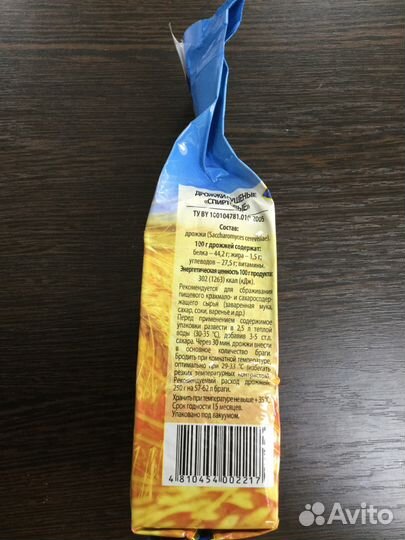 ДРОЖЖИ СУШЕНЫЕ
«СПИРТОВЫЕ»
ТУ BY 100104781.010-2005
Состав:
дрожжи (Saccharomyces cerevisiae).
100 г дрожжей содержат:
белка – 44,2 г; жира – 1,5 г;
углеводов – 27,5 г; витамины.
Энергетическая ценность 100 г продукта:
302 (1263) ккал (кДж).
Рекомендуется для сбраживания
пищевого крахмало- и сахаросодер-
жащего сырья (заваренная мука,
сахар, соки, варенье и др.)
Перед применением содержимое
упаковки развести в 2,5 л теплой
воды (30-35 °С), добавив 3-5 ст.л.
сахара. Через 30 мин. дрожжи внести
в основное количество браги.
Бродить при комнатной температуре,
оптимально при 29-33 °С (избегать
резких температурных контрастов).
Рекомендуемый расход дрожжей:
250 г на 57-62 л браги.
Хранить при температуре не выше + 35°С.
Срок годности 15 месяцев.
Упаковано под вакуумом.
4 810454 002217
Avito